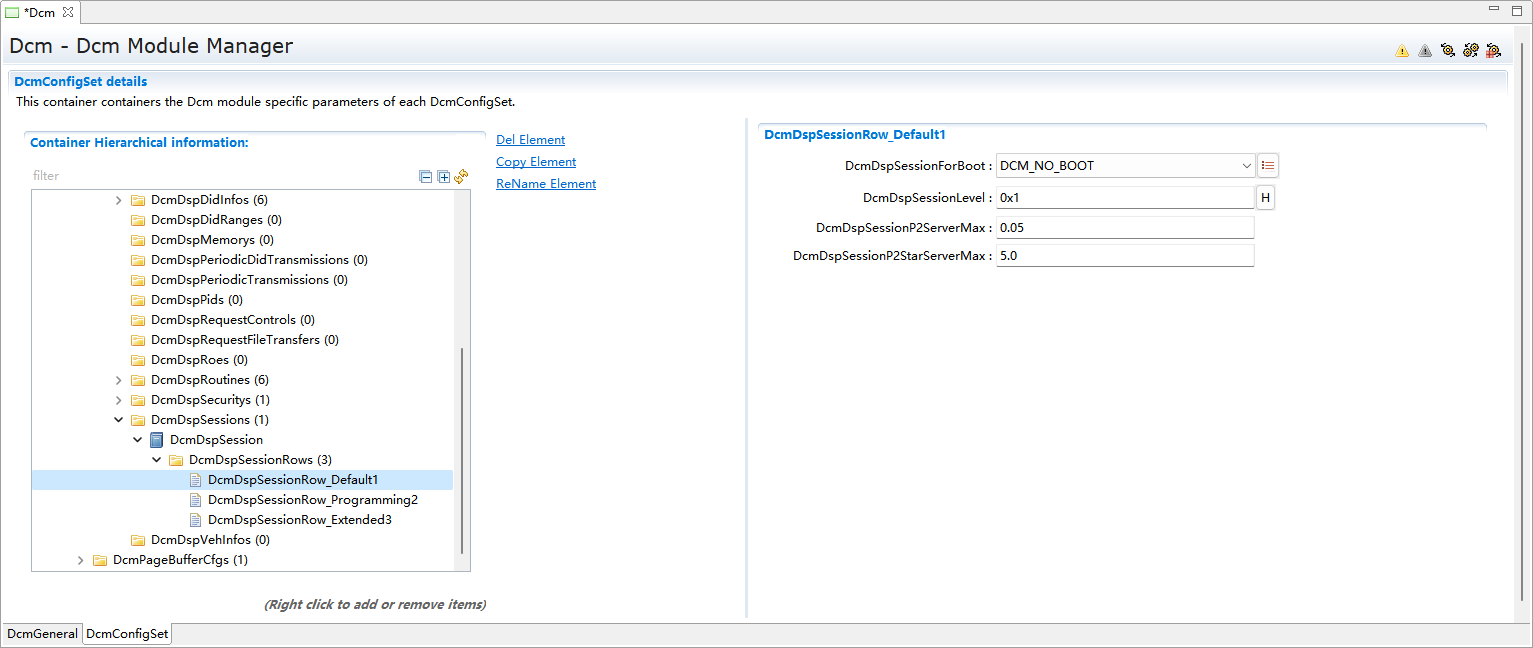 *Dcm
Dcm - Dcm Module Manager
DcmConfigSet details
This container containers the Dcm module specific parameters of each DcmConfigSet.
Container Hierarchical information:
filter
DcmDspDidInfos (6)
DcmDspDidRanges (0)
DcmDspMemorys (0)
DcmDspPeriodicDidTransmissions (0)
DcmDspPeriodicTransmissions (0)
DcmDspPids (0)
DcmDspRequestControls (0)
DcmDspRequestFileTransfers (0)
DcmDspRoes (0)
DcmDspRoutines (6)
DcmDspSecuritys (1)
DcmDspSessions (1)
DcmDspSession
DcmDspSessionRows (3)
DcmDspSessionRow_Default1
DcmDspSessionRow_Programming2
DcmDspSessionRow_Extended3
DcmDspVehInfos (0)
DcmPageBufferCfgs (1)
(Right click to add or remove items)
Del Element
Copy Element
ReName Element
DcmDspSessionRow_Default1
DcmDspSessionForBoot : DCM_NO_BOOT
DcmDspSessionLevel : 0x1 H
DcmDspSessionP2ServerMax : 0.05
DcmDspSessionP2StarServerMax : 5.0
DcmGeneral DcmConfigSet